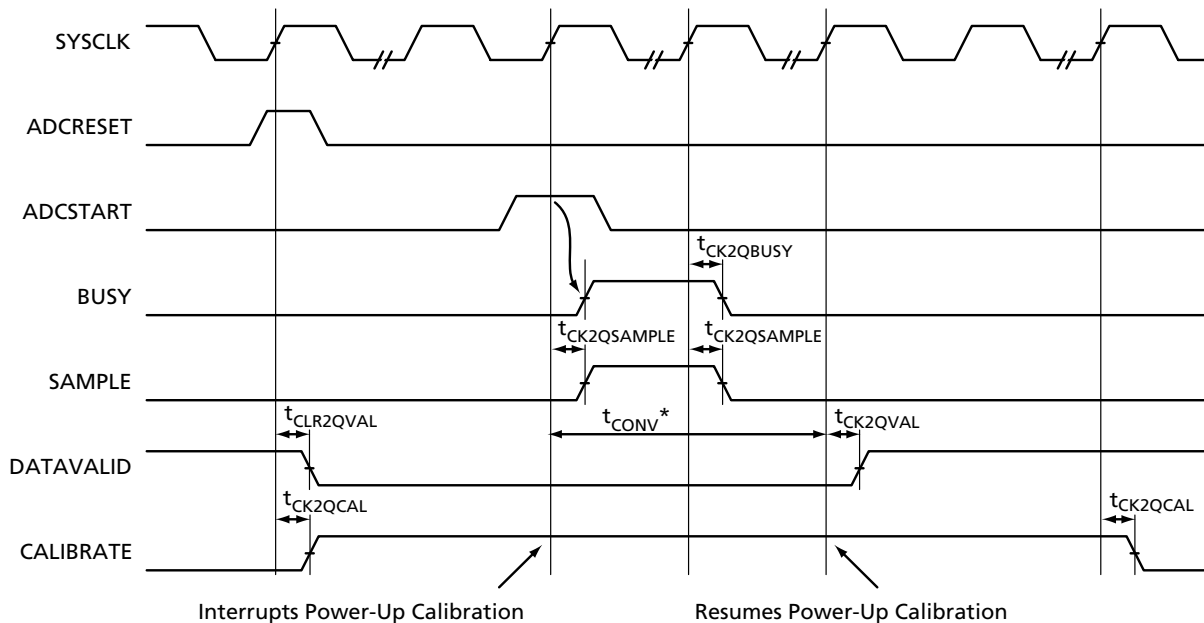 SYSCLK
ADCRESET
ADCSTART
tCK2QBUSY
BUSY
tCK2QSAMPLE tCK2QSAMPLE
SAMPLE
tCLR2QVAL tCONV* tCK2QVAL
DATAVALID
tCK2QCAL tCK2QCAL
CALIBRATE
Interrupts Power-Up Calibration Resumes Power-Up Calibration